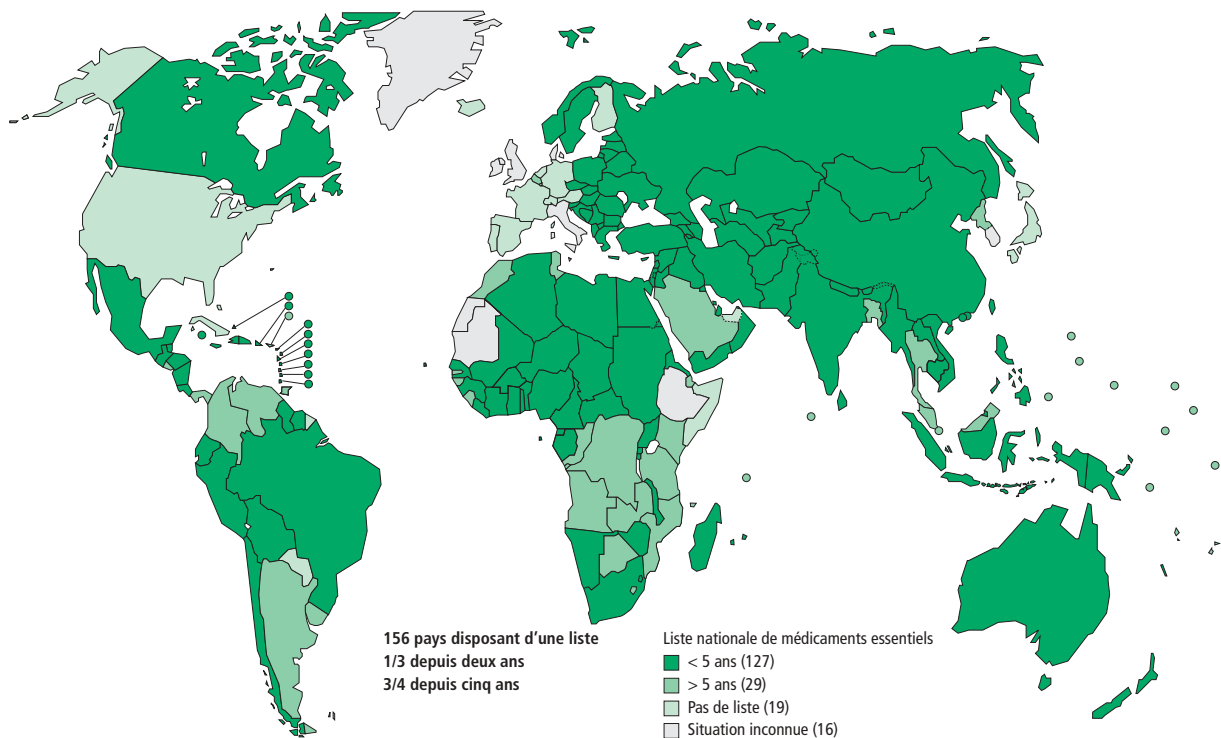 156 pays disposant d’une liste
1/3 depuis deux ans
3/4 depuis cinq ans
Liste nationale de médicaments essentiels
< 5 ans (127)
> 5 ans (29)
Pas de liste (19)
Situation inconnue (16)